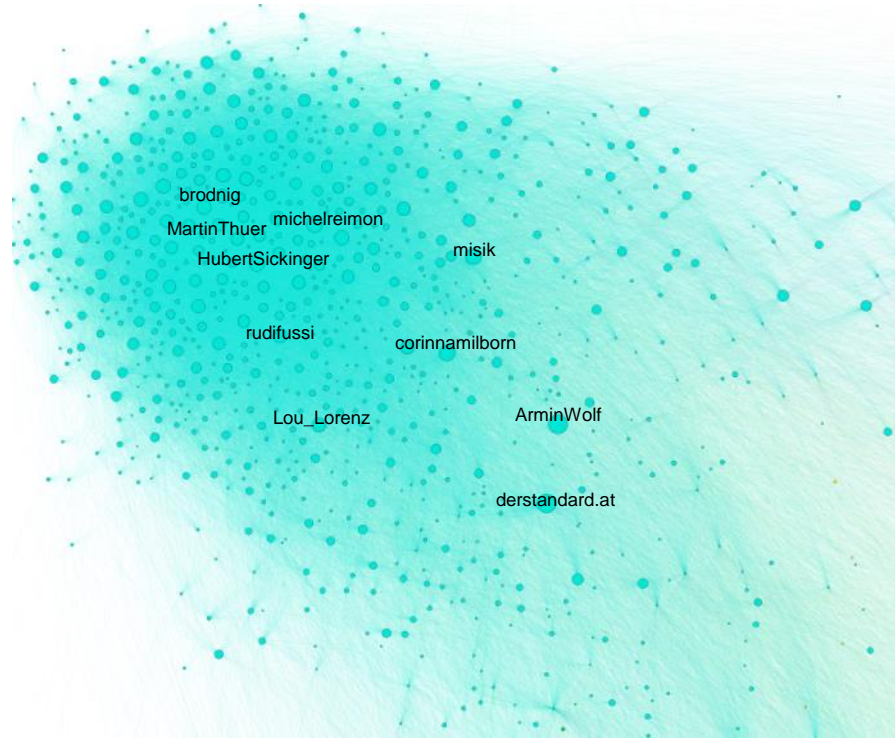 brodnig
michelreimon
MartinThuer
misik
HubertSickinger
rudifussi
corinnamilborn
Lou_Lorenz
ArminWolf
derstandard.at